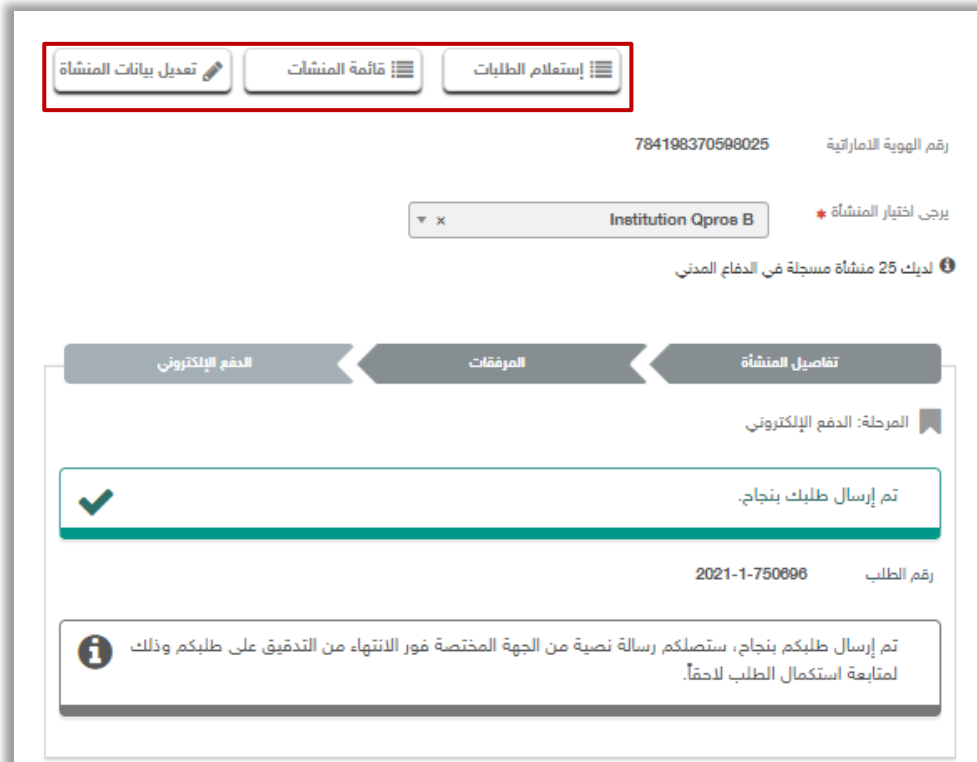 إستعلام الطلبات
قائمة المنشآت
تعديل بيانات المنشأة
رقم الهوية الاماراتية 784198370598025
يرجى اختيار المنشأة * Institution Qpros B ×
لديك 25 منشأة مسجلة في الدفاع المدني
تفاصيل المنشأة
المرفقات
الدفع الإلكتروني
المرحلة: الدفع الإلكتروني
تم إرسال طلبك بنجاح.
رقم الطلب 2021-1-750696
تم إرسال طلبكم بنجاح، ستصلكم رسالة نصية من الجهة المختصة فور الانتهاء من التدقيق على طلبكم وذلك
لمتابعة استكمال الطلب لاحقاً.